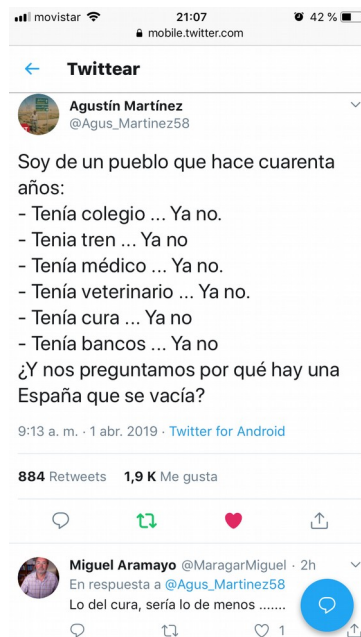 movistar 21:07 42 %
mobile.twitter.com
Twittear
Agustín Martínez
@Agus_Martinez58
Soy de un pueblo que hace cuarenta
años:
- Tenía colegio ... Ya no.
- Tenia tren ... Ya no
- Tenía médico ... Ya no.
- Tenía veterinario ... Ya no.
- Tenía cura ... Ya no
- Tenía bancos ... Ya no
¿Y nos preguntamos por qué hay una
España que se vacía?
9:13 a. m. · 1 abr. 2019 · Twitter for Android
884 Retweets 1,9 K Me gusta
Miguel Aramayo @MaragarMiguel · 2h
En respuesta a @Agus_Martinez58
Lo del cura, sería lo de menos .......
1